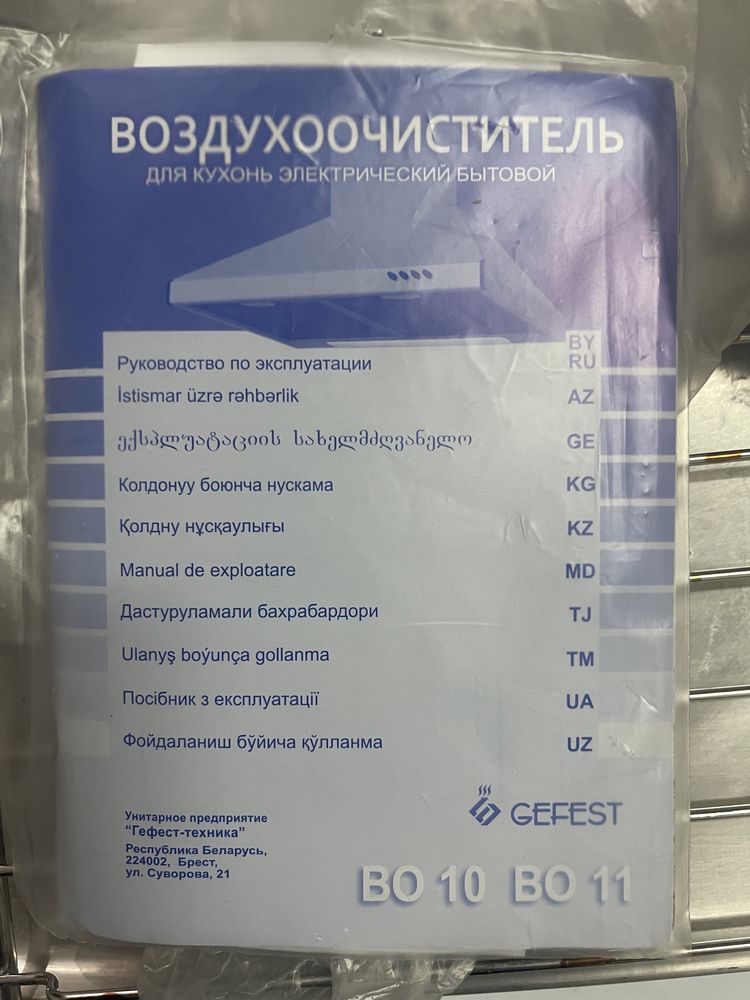 ВОЗДУХООЧИСТИТЕЛЬ
ДЛЯ КУХОНЬ ЭЛЕКТРИЧЕСКИЙ БЫТОВОЙ
BY
Руководство по эксплуатации RU
İstismar üzrə rəhbərlik AZ
ექსპლუატაციის სახელმძღვანელო GE
Колдонуу боюнча нускама KG
Қолдну нұсқаулығы KZ
Manual de exploatare MD
Дастуруламали бахрабардори TJ
Ulanyş boýunça gollanma TM
Посібник з експлуатації UA
Фойдаланиш бўйича қўлланма UZ
Унитарное предприятие
"Гефест-техника"
Республика Беларусь,
224002, Брест,
ул. Суворова, 21
GEFEST
ВО 10 ВО 11